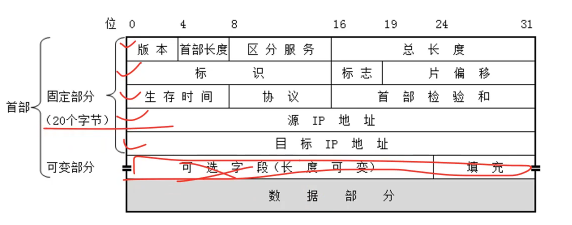 位 0 4 8 16 19 24 31
版 本 首部长度 区 分 服 务 总 长 度
标 识 标 志 片 偏 移
生 存 时 间 协 议 首 部 检 验 和
源 IP 地 址
目 标 IP 地 址
可 选 字 段(长 度 可 变) 填 充
数 据 部 分
首部
固定部分
(20个字节)
可变部分